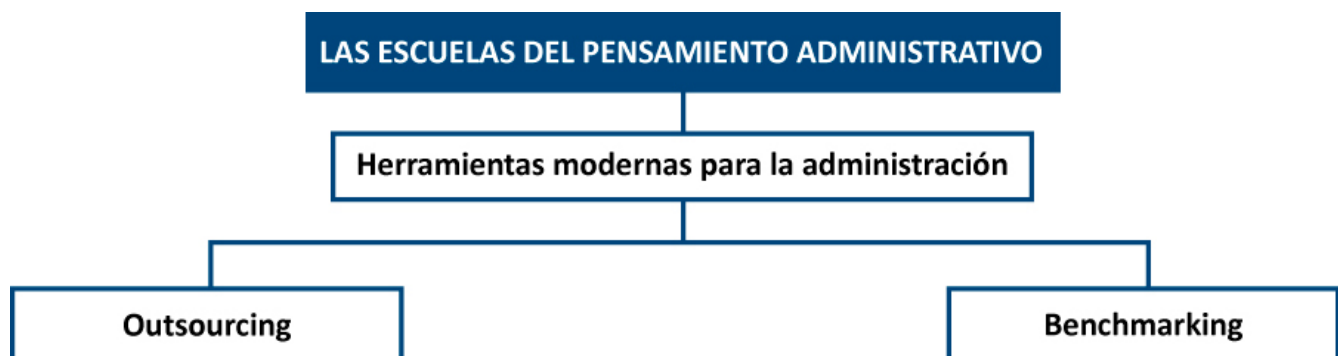 LAS ESCUELAS DEL PENSAMIENTO ADMINISTRATIVO
Herramientas modernas para la administración
Outsourcing
Benchmarking